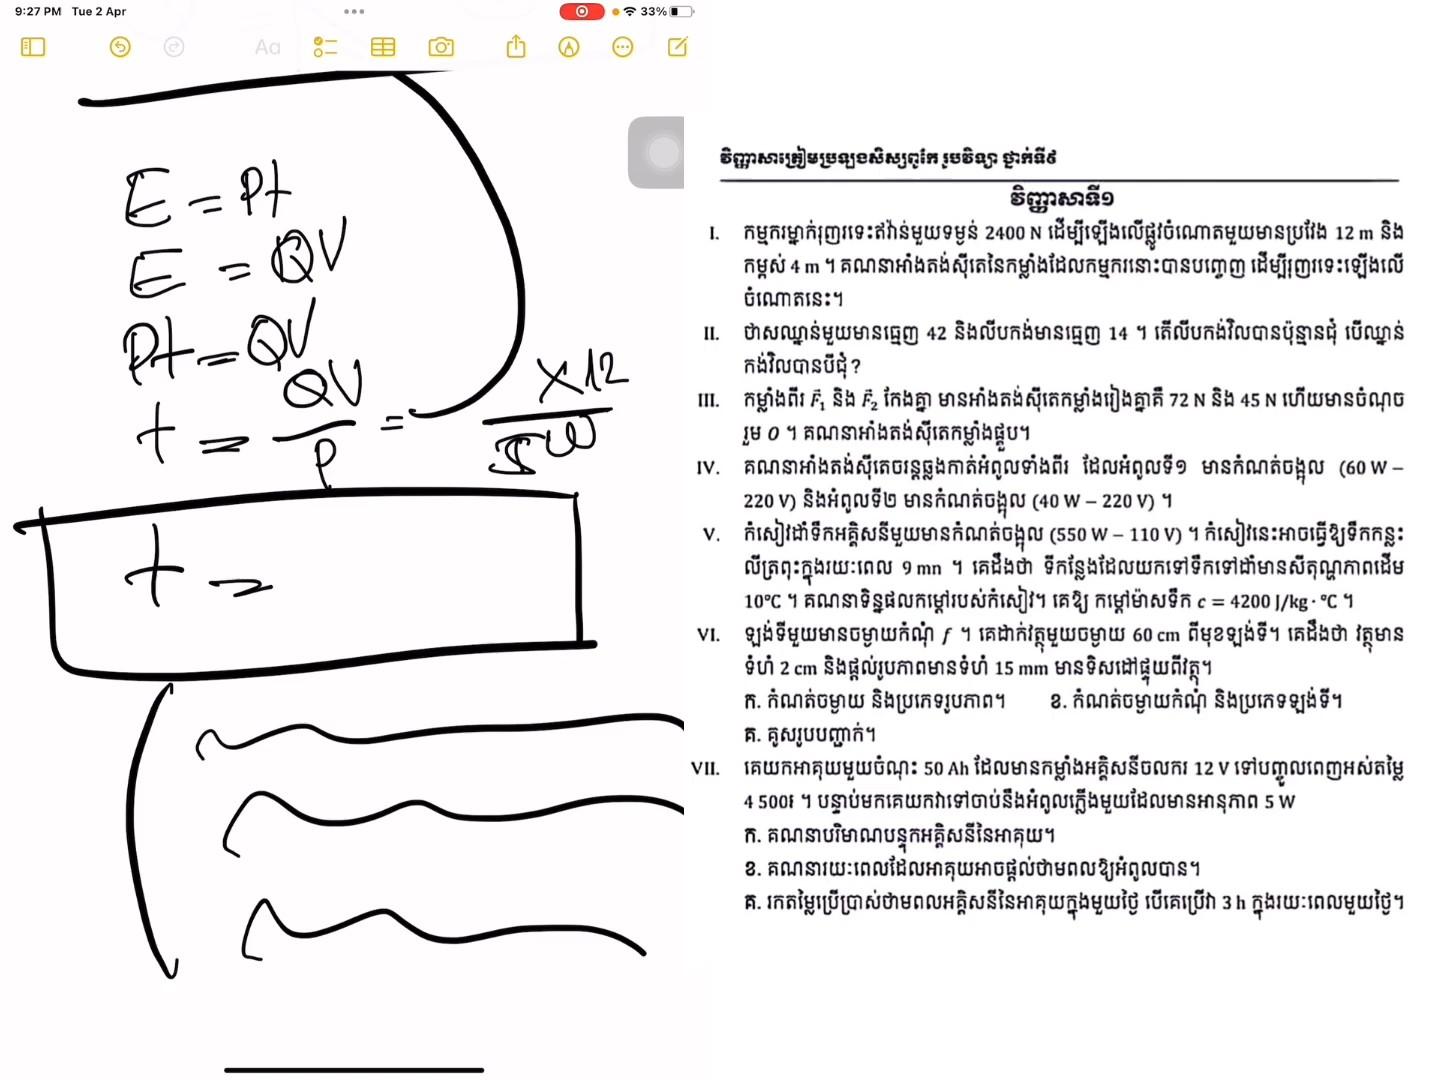 9:27 PM Tue 2 Apr
33%
Aa
E = Pt
E = QV
Pt = QV
t = QV
P
=
×12
5W
t =
វិញ្ញាសាត្រៀមប្រឡងសិស្សពូកែ រូបវិទ្យា ថ្នាក់ទី៩
វិញ្ញាសាទី១
I. កម្មករម្នាក់រុញរទេះឥវ៉ាន់មួយទម្ងន់ 2400 N ដើម្បីឡើងលើផ្លូវចំណោតមួយមានប្រវែង 12 m និង
កម្ពស់ 4 m ។ គណនាអាំងតង់ស៊ីតេនៃកម្លាំងដែលកម្មករនោះបានបញ្ចេញ ដើម្បីរុញរទេះឡើងលើ
ចំណោតនេះ។
II. ថាសឈ្នាន់មួយមានធ្មេញ 42 និងលីបកង់មានធ្មេញ 14 ។ តើលីបកង់វិលបានប៉ុន្មានជុំ បើឈ្នាន់
កង់វិលបានបីជុំ?
III. កម្លាំងពីរ F⃗₁ និង F⃗₂ កែងគ្នា មានអាំងតង់ស៊ីតេកម្លាំងរៀងគ្នាគឺ 72 N និង 45 N ហើយមានចំណុច
រួម O ។ គណនាអាំងតង់ស៊ីតេកម្លាំងផ្គួប។
IV. គណនាអាំងតង់ស៊ីតេចរន្តឆ្លងកាត់អំពូលទាំងពីរ ដែលអំពូលទី១ មានកំណត់ចង្អុល (60 W –
220 V) និងអំពូលទី២ មានកំណត់ចង្អុល (40 W – 220 V) ។
V. កំសៀវដាំទឹកអគ្គិសនីមួយមានកំណត់ចង្អុល (550 W – 110 V) ។ កំសៀវនេះអាចធ្វើឱ្យទឹកកន្លះ
លីត្រពុះក្នុងរយៈពេល 9 mn ។ គេដឹងថា ទឹកន្លែងដែលយកទៅទឹកទៅដាំមានសីតុណ្ហភាពដើម
10°C ។ គណនាទិន្នផលកម្ដៅរបស់កំសៀវ។ គេឱ្យ កម្ដៅម៉ាសទឹក c = 4200 J/kg · °C ។
VI. ឡង់ទីមួយមានចម្ងាយកំណុំ f ។ គេដាក់វត្ថុមួយចម្ងាយ 60 cm ពីមុខឡង់ទី។ គេដឹងថា វត្ថុមាន
ទំហំ 2 cm និងផ្ដល់រូបភាពមានទំហំ 15 mm មានទិសដៅផ្ទុយពីវត្ថុ។
ក. កំណត់ចម្ងាយ និងប្រភេទរូបភាព។ ខ. កំណត់ចម្ងាយកំណុំ និងប្រភេទឡង់ទី។
គ. គូសរូបបញ្ជាក់។
VII. គេយកអាគុយមួយចំណុះ 50 Ah ដែលមានកម្លាំងអគ្គិសនីចលករ 12 V ទៅបញ្ចូលពេញអស់តម្លៃ
4 500៛ ។ បន្ទាប់មកគេយកវាទៅចាប់នឹងអំពូលភ្លើងមួយដែលមានអានុភាព 5 W
ក. គណនាបរិមាណបន្ទុកអគ្គិសនីនៃអាគុយ។
ខ. គណនារយៈពេលដែលអាគុយអាចផ្ដល់ថាមពលឱ្យអំពូលបាន។
គ. រកតម្លៃប្រើប្រាស់ថាមពលអគ្គិសនីនៃអាគុយក្នុងមួយថ្ងៃ បើគេប្រើវា 3 h ក្នុងរយៈពេលមួយថ្ងៃ។